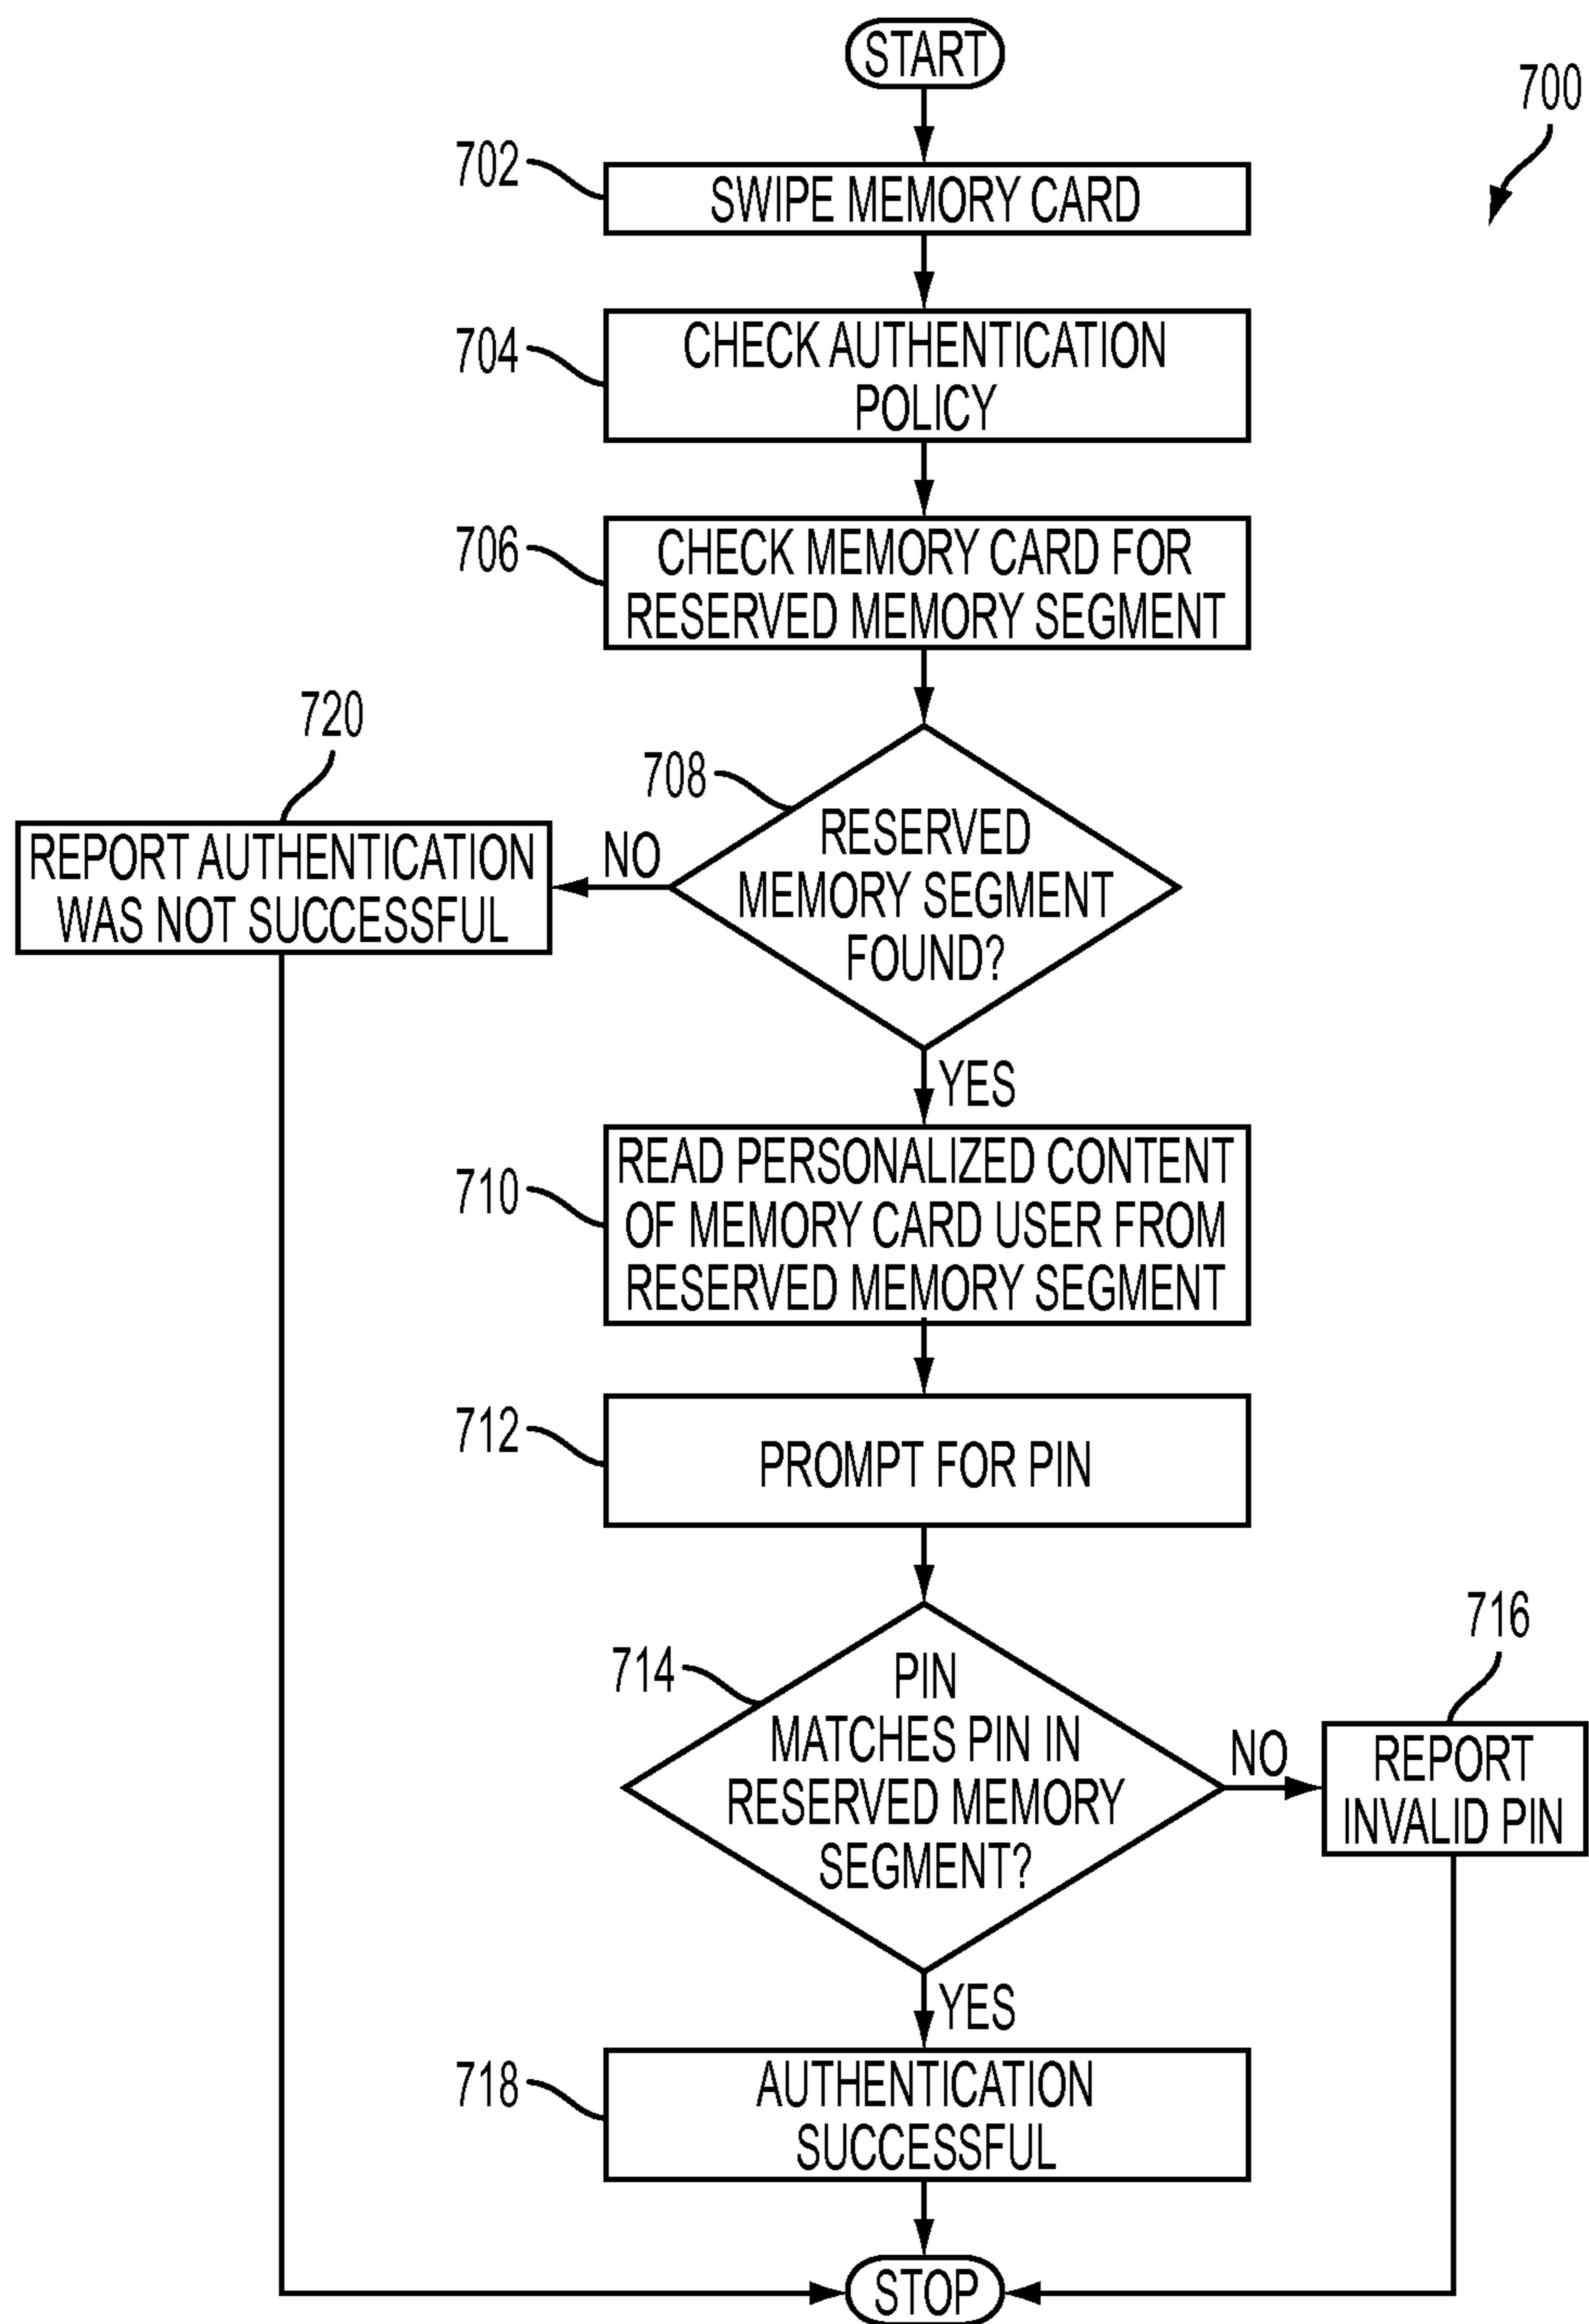 START
700
702
SWIPE MEMORY CARD
704
CHECK AUTHENTICATION
POLICY
706
CHECK MEMORY CARD FOR
RESERVED MEMORY SEGMENT
720
708
REPORT AUTHENTICATION
WAS NOT SUCCESSFUL
NO
RESERVED
MEMORY SEGMENT
FOUND?
YES
710
READ PERSONALIZED CONTENT
OF MEMORY CARD USER FROM
RESERVED MEMORY SEGMENT
712
PROMPT FOR PIN
714
PIN
MATCHES PIN IN
RESERVED MEMORY
SEGMENT?
NO
716
REPORT
INVALID PIN
YES
718
AUTHENTICATION
SUCCESSFUL
STOP